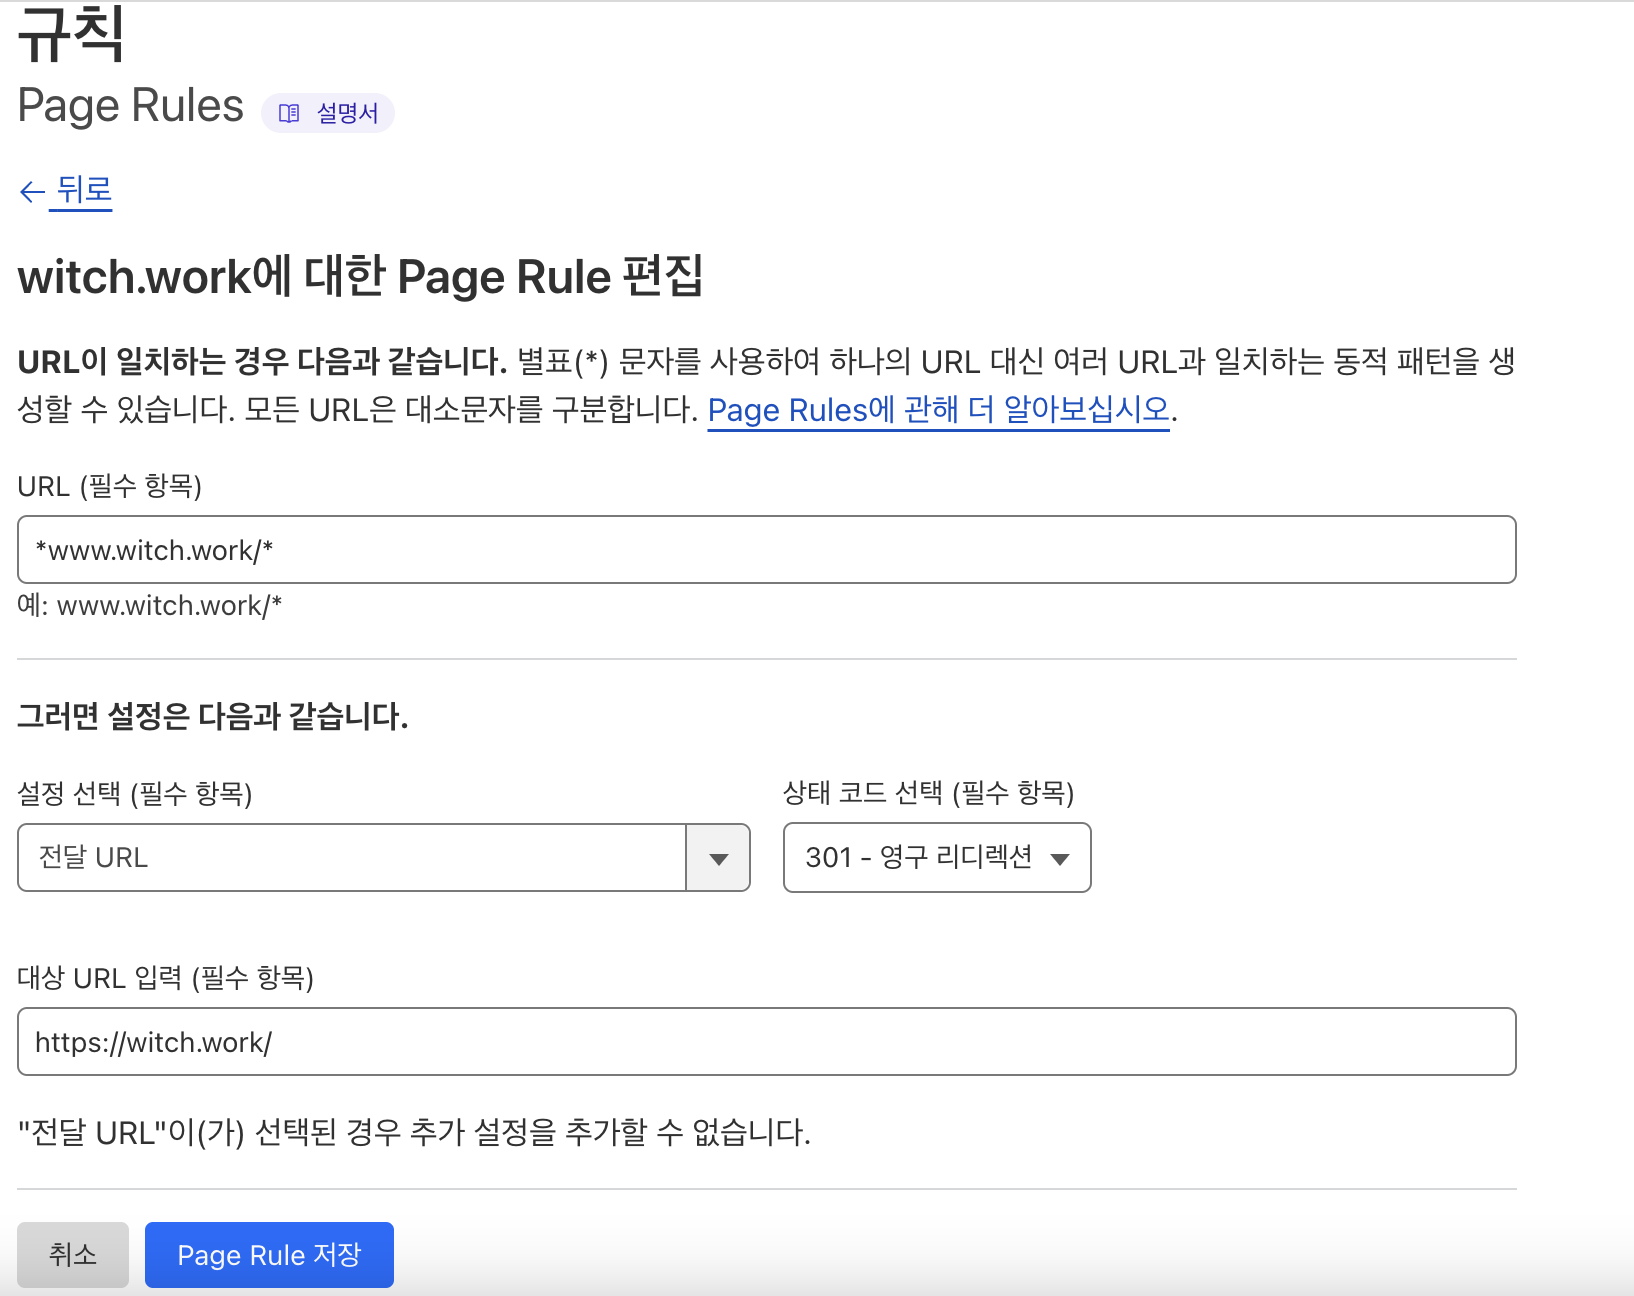 규칙
Page Rules
설명서
← 뒤로
witch.work에 대한 Page Rule 편집
URL이 일치하는 경우 다음과 같습니다. 별표(*) 문자를 사용하여 하나의 URL 대신 여러 URL과 일치하는 동적 패턴을 생
성할 수 있습니다. 모든 URL은 대소문자를 구분합니다. Page Rules에 관해 더 알아보십시오.
URL (필수 항목)
*www.witch.work/*
예: www.witch.work/*
그러면 설정은 다음과 같습니다.
설정 선택 (필수 항목)
상태 코드 선택 (필수 항목)
전달 URL
301 - 영구 리디렉션
대상 URL 입력 (필수 항목)
https://witch.work/
"전달 URL"이(가) 선택된 경우 추가 설정을 추가할 수 없습니다.
취소
Page Rule 저장